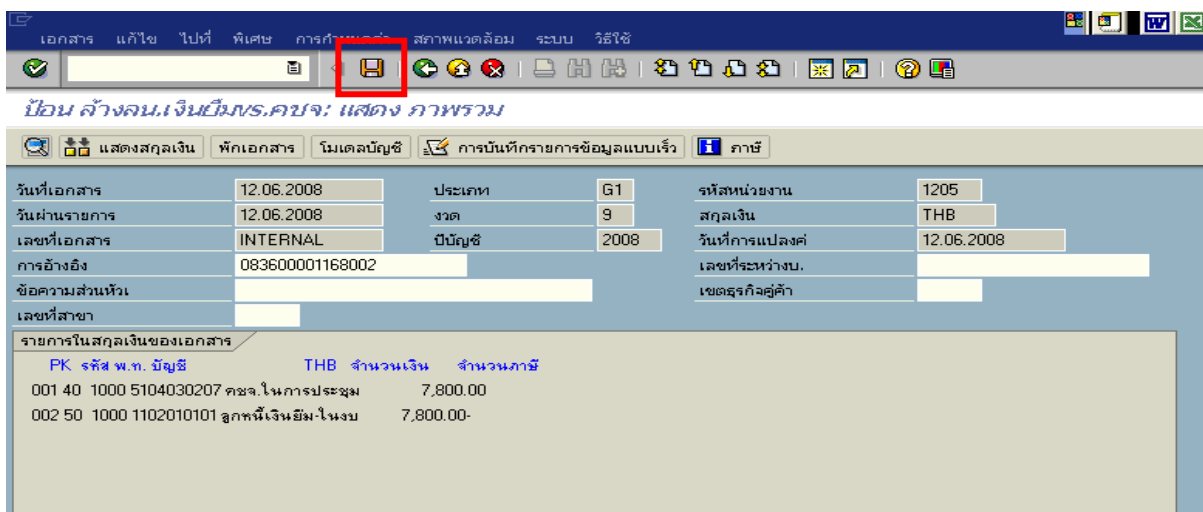 เอกสาร แก้ไข ไปที่ พิเศษ สภาพแวดล้อม ระบบ วิธีใช้
ป้อน ล้างลน.เงินยืมvs.คชจ: แสดง ภาพรวม
แสดงสกุลเงิน พักเอกสาร โมเดลบัญชี การบันทึกรายการข้อมูลแบบเร็ว ภาษี
วันที่เอกสาร 12.06.2008 ประเภท G1 รหัสหน่วยงาน 1205
วันผ่านรายการ 12.06.2008 งวด 9 สกุลเงิน THB
เลขที่เอกสาร INTERNAL ปีบัญชี 2008 วันที่การแปลงค่ 12.06.2008
การอ้างอิง 083600001168002 เลขที่ระหว่างบ.
ข้อความส่วนหัวเ เขตธุรกิจคู่ค้า
เลขที่สาขา
รายการในสกุลเงินของเอกสาร
PK รหัส พ.ท. บัญชี THB จำนวนเงิน จำนวนภาษี
001 40 1000 5104030207 คชจ.ในการประชุม 7,800.00
002 50 1000 1102010101 ลูกหนี้เงินยืม-ในงบ 7,800.00-